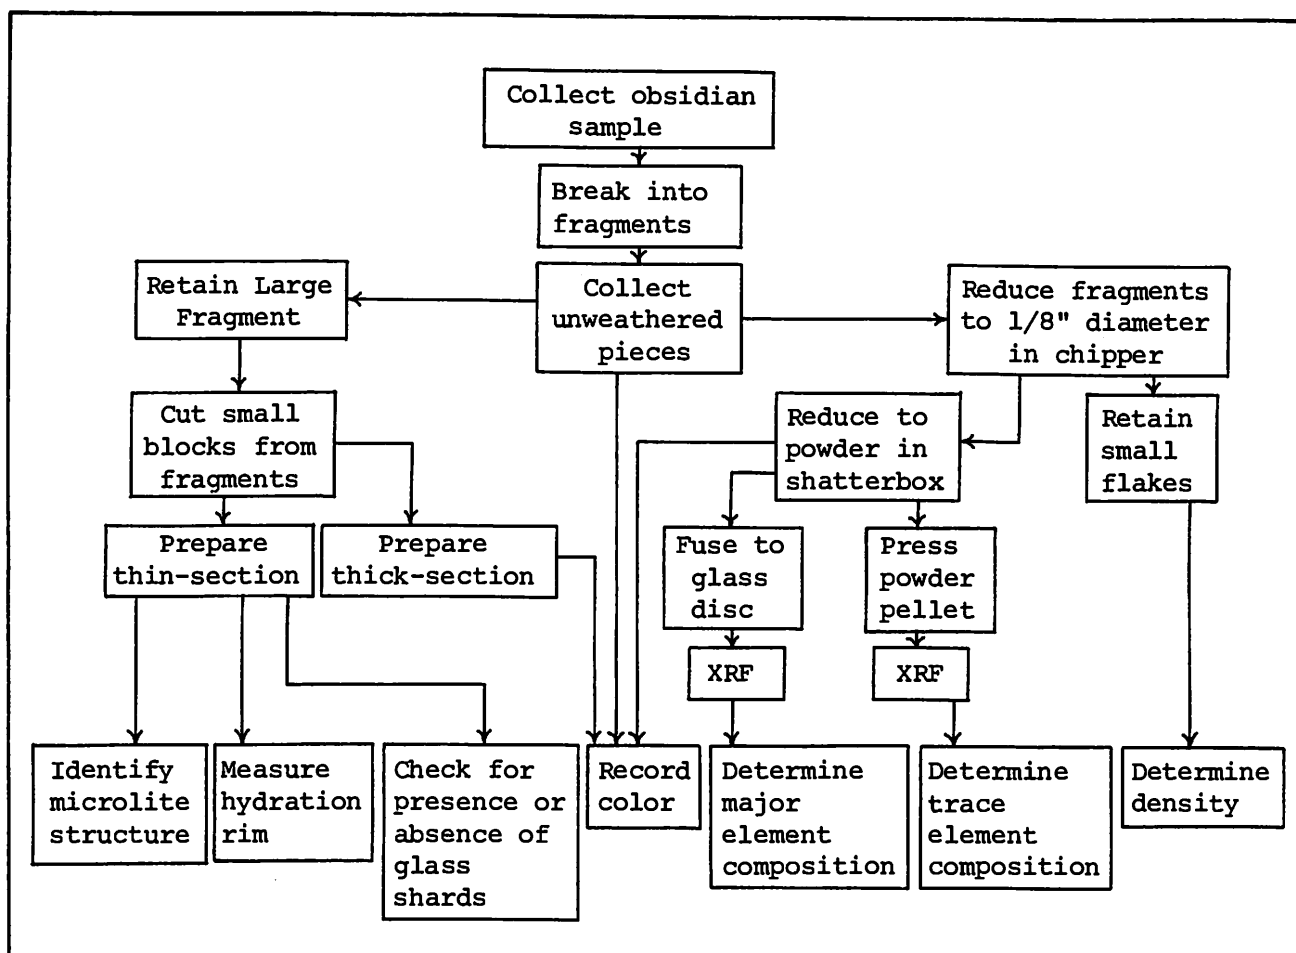 Collect obsidian
sample
Break into
fragments
Collect
unweathered
pieces
Retain Large
Fragment
Reduce fragments
to 1/8" diameter
in chipper
Cut small
blocks from
fragments
Reduce to
powder in
shatterbox
Retain
small
flakes
Prepare
thin-section
Prepare
thick-section
Fuse to
glass
disc
Press
powder
pellet
XRF
XRF
Identify
microlite
structure
Measure
hydration
rim
Check for
presence or
absence of
glass
shards
Record
color
Determine
major
element
composition
Determine
trace
element
composition
Determine
density